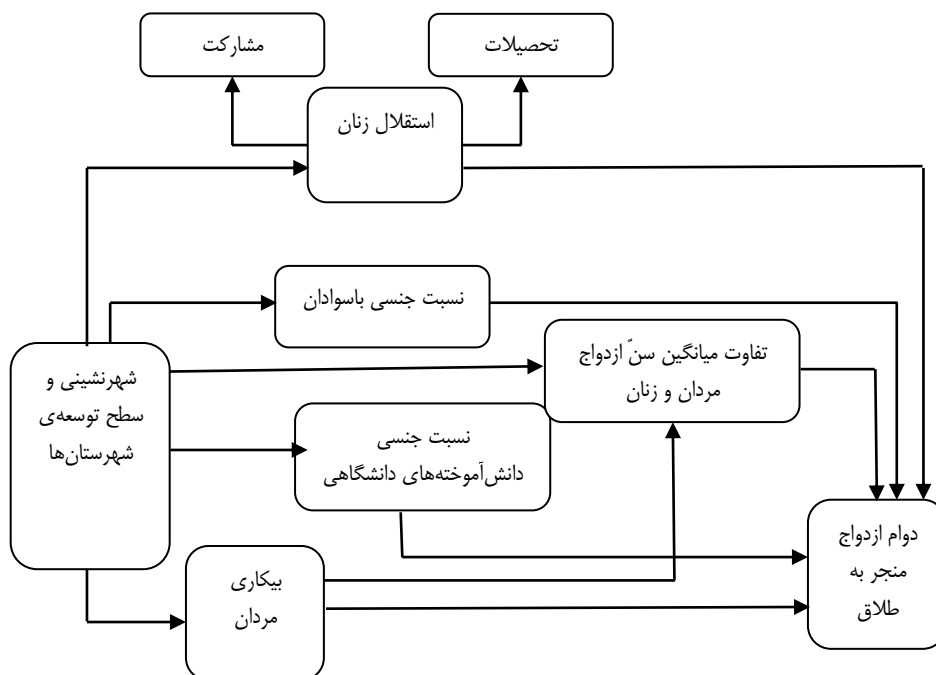 تحصیلات
مشارکت
استقلال زنان
نسبت جنسی باسوادان
تفاوت میانگین سنّ ازدواج
مردان و زنان
شهرنشینی و
سطح توسعه‌ی
شهرستان‌ها
نسبت جنسی
دانش‌آموخته‌های دانشگاهی
دوام ازدواج
منجر به
طلاق
بیکاری
مردان